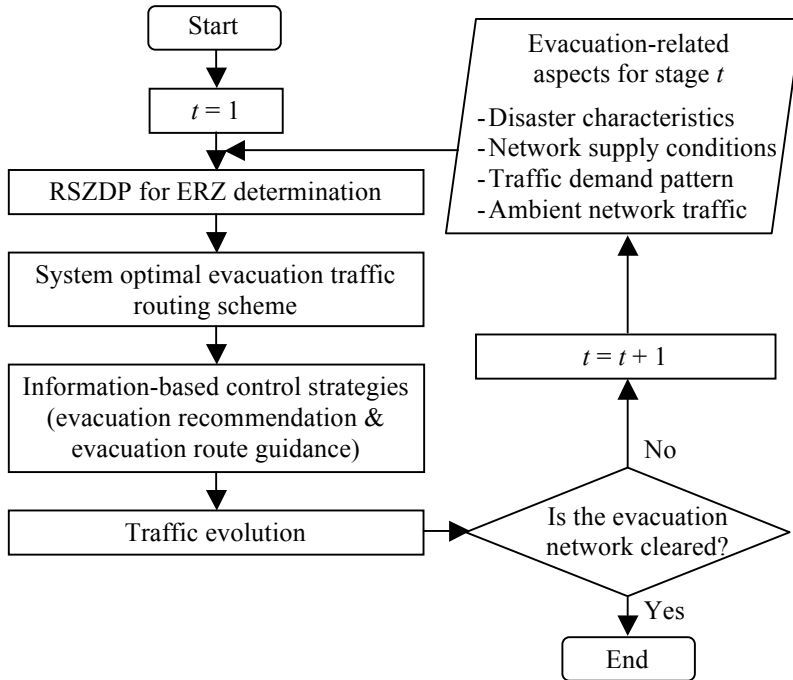 Start
t = 1
RSZDP for ERZ determination
System optimal evacuation traffic
routing scheme
Information-based control strategies
(evacuation recommendation &
evacuation route guidance)
Traffic evolution
Is the evacuation
network cleared?
No
t = t + 1
Evacuation-related
aspects for stage t
-Disaster characteristics
-Network supply conditions
-Traffic demand pattern
-Ambient network traffic
Yes
End